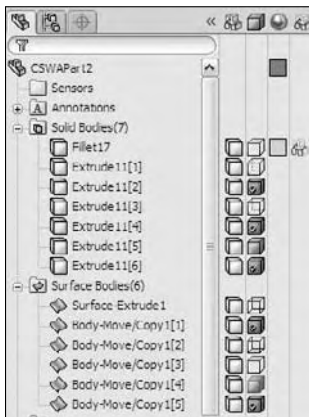 CSWAPart2
Sensors
Annotations
Solid Bodies(7)
Fillet17
Extrude11[1]
Extrude11[2]
Extrude11[3]
Extrude11[4]
Extrude11[5]
Extrude11[6]
Surface Bodies(6)
Surface-Extrude1
Body-Move/Copy1[1]
Body-Move/Copy1[2]
Body-Move/Copy1[3]
Body-Move/Copy1[4]
Body-Move/Copy1[5]